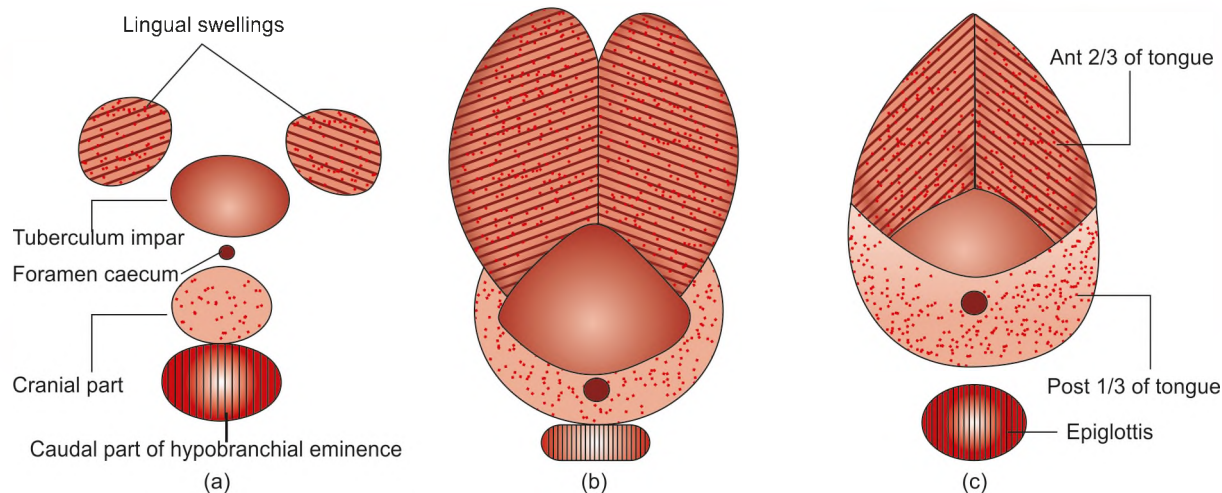 Lingual swellings
Tuberculum impar
Foramen caecum
Cranial part
Caudal part of hypobranchial eminence
(a)
(b)
Ant 2/3 of tongue
Post 1/3 of tongue
Epiglottis
(c)